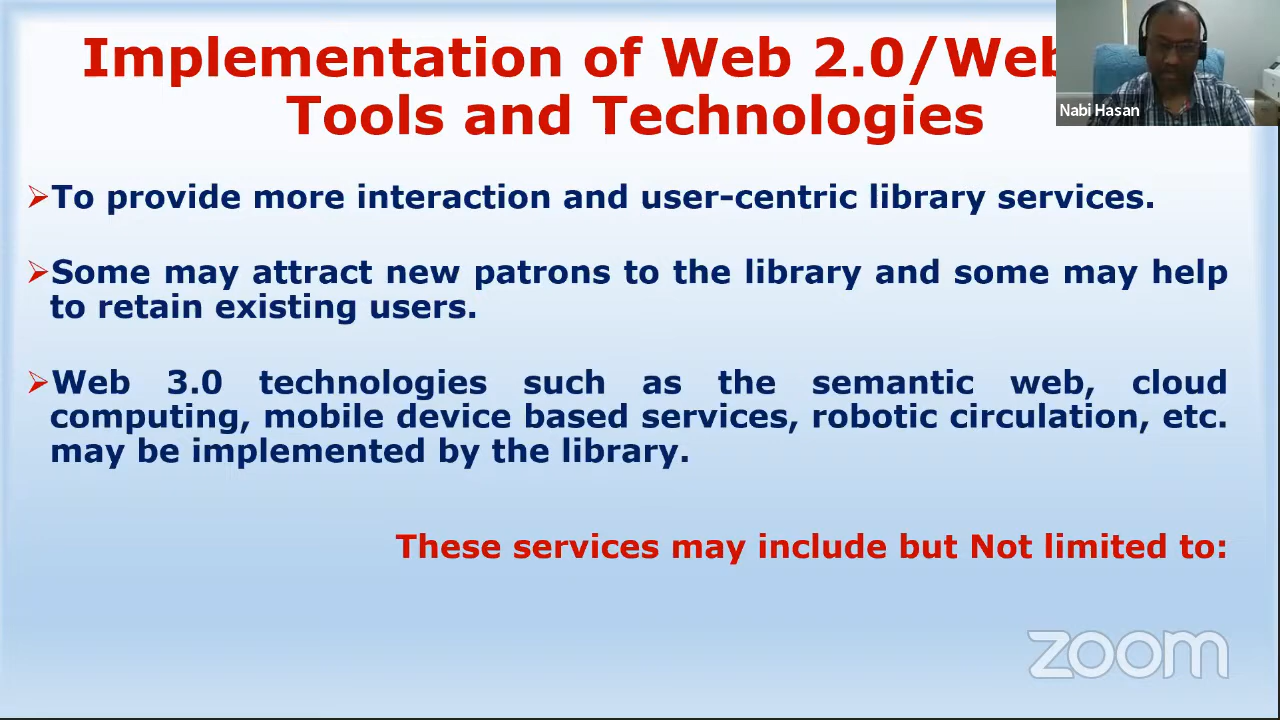 Implementation of Web 2.0/Web
Tools and Technologies
Nabi Hasan
➢To provide more interaction and user-centric library services.
➢Some may attract new patrons to the library and some may help
to retain existing users.
➢Web 3.0 technologies such as the semantic web, cloud
computing, mobile device based services, robotic circulation, etc.
may be implemented by the library.
These services may include but Not limited to:
zoom